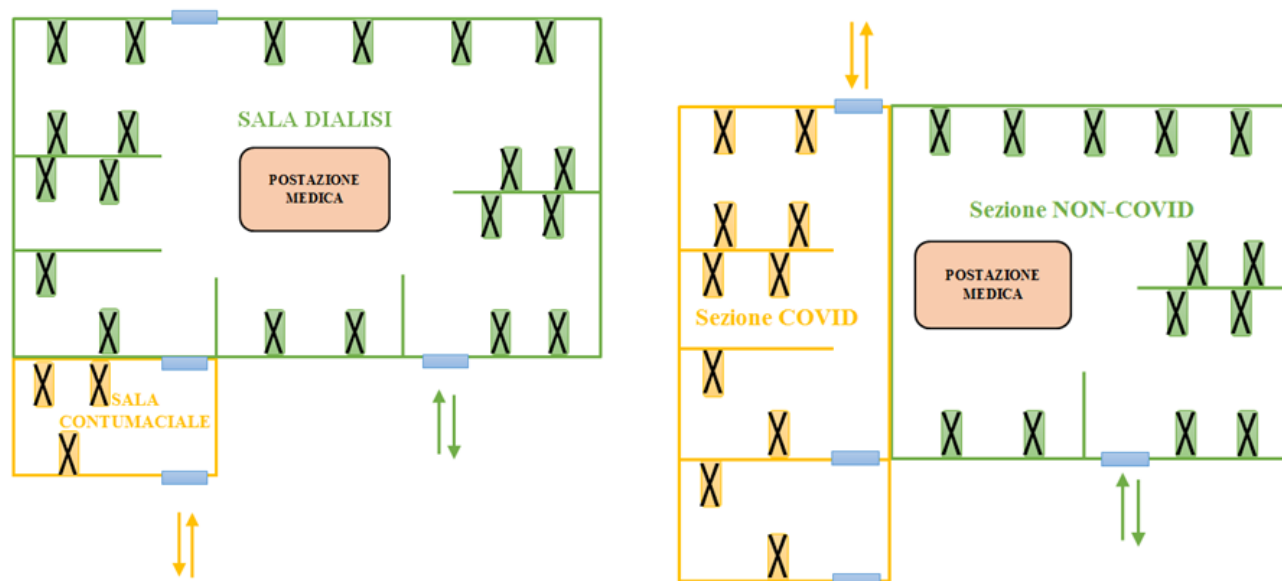 SALA DIALISI
POSTAZIONE
MEDICA
SALA
CONTUMACIALE
Sezione NON-COVID
POSTAZIONE
MEDICA
Sezione COVID